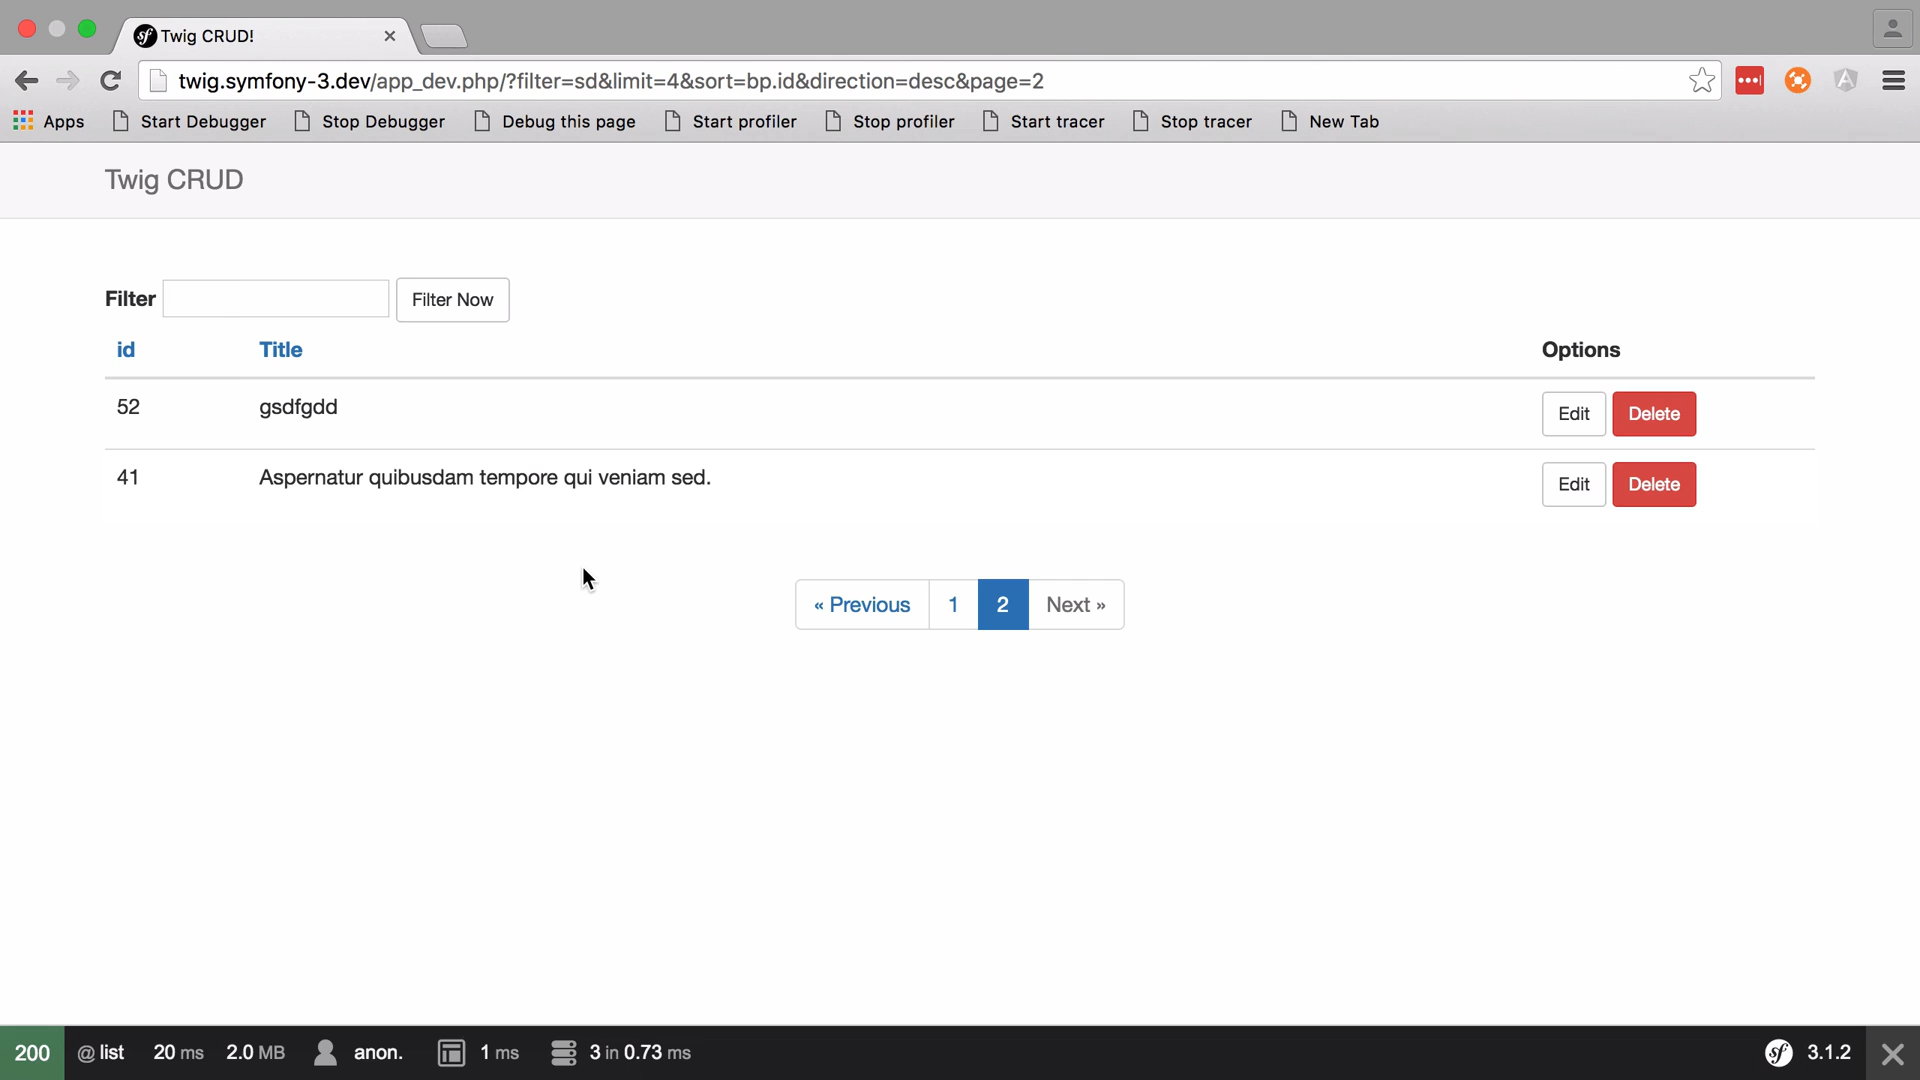 Twig CRUD!
twig.symfony-3.dev/app_dev.php/?filter=sd&limit=4&sort=bp.id&direction=desc&page=2
Apps Start Debugger Stop Debugger Debug this page Start profiler Stop profiler Start tracer Stop tracer New Tab
Twig CRUD
Filter Filter Now
id Title Options
52 gsdfgdd Edit Delete
41 Aspernatur quibusdam tempore qui veniam sed. Edit Delete
« Previous 1 2 Next »
200 @ list 20 ms 2.0 MB anon. 1 ms 3 in 0.73 ms sf 3.1.2